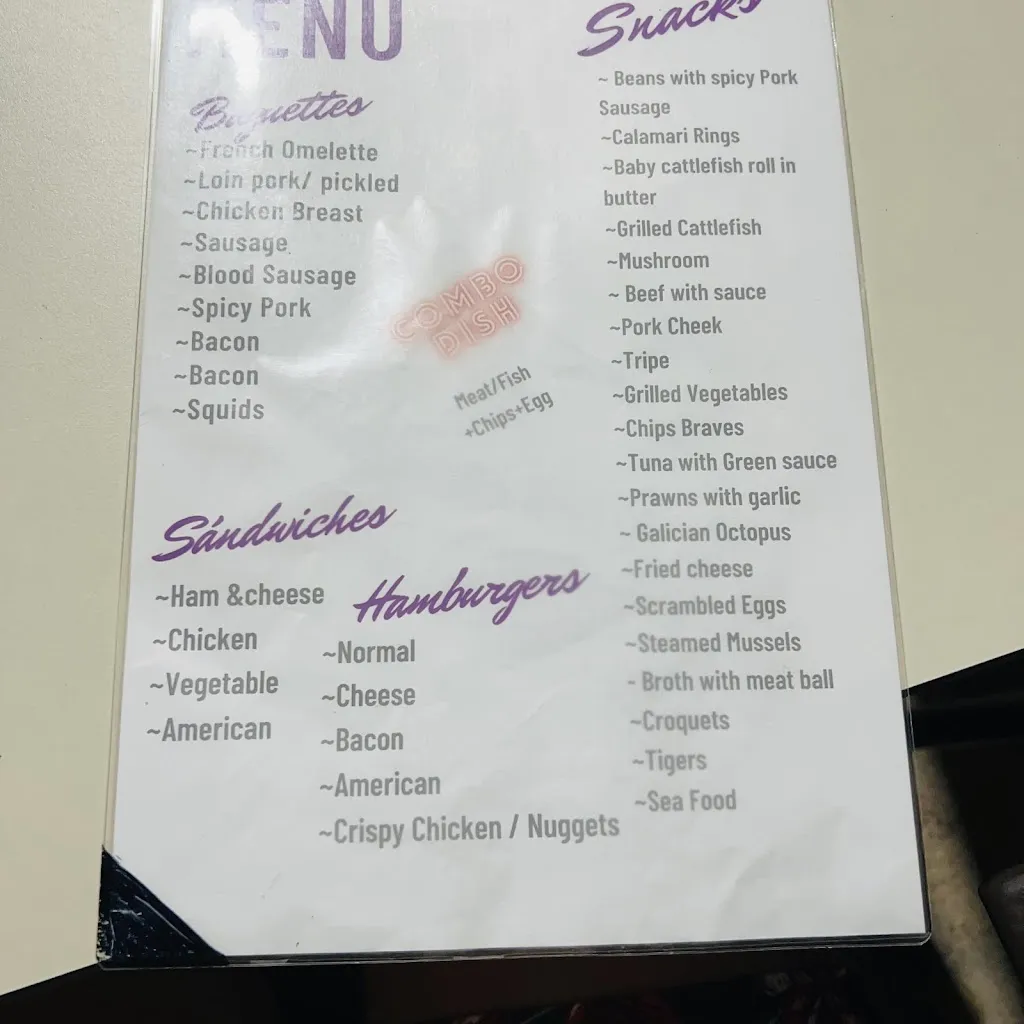 MENU
Baguettes
~French Omelette
~Loin pork/ pickled
~Chicken Breast
~Sausage
~Blood Sausage
~Spicy Pork
~Bacon
~Bacon
~Squids
COMBO
DISH
Meat/Fish
+Chips+Egg
Sándwiches
~Ham &cheese
~Chicken
~Vegetable
~American
Hamburgers
~Normal
~Cheese
~Bacon
~American
~Crispy Chicken / Nuggets
Snacks
~ Beans with spicy Pork
Sausage
~Calamari Rings
~Baby cattlefish roll in
butter
~Grilled Cattlefish
~Mushroom
~ Beef with sauce
~Pork Cheek
~Tripe
~Grilled Vegetables
~Chips Braves
~Tuna with Green sauce
~Prawns with garlic
~ Galician Octopus
~Fried cheese
~Scrambled Eggs
~Steamed Mussels
- Broth with meat ball
~Croquets
~Tigers
~Sea Food